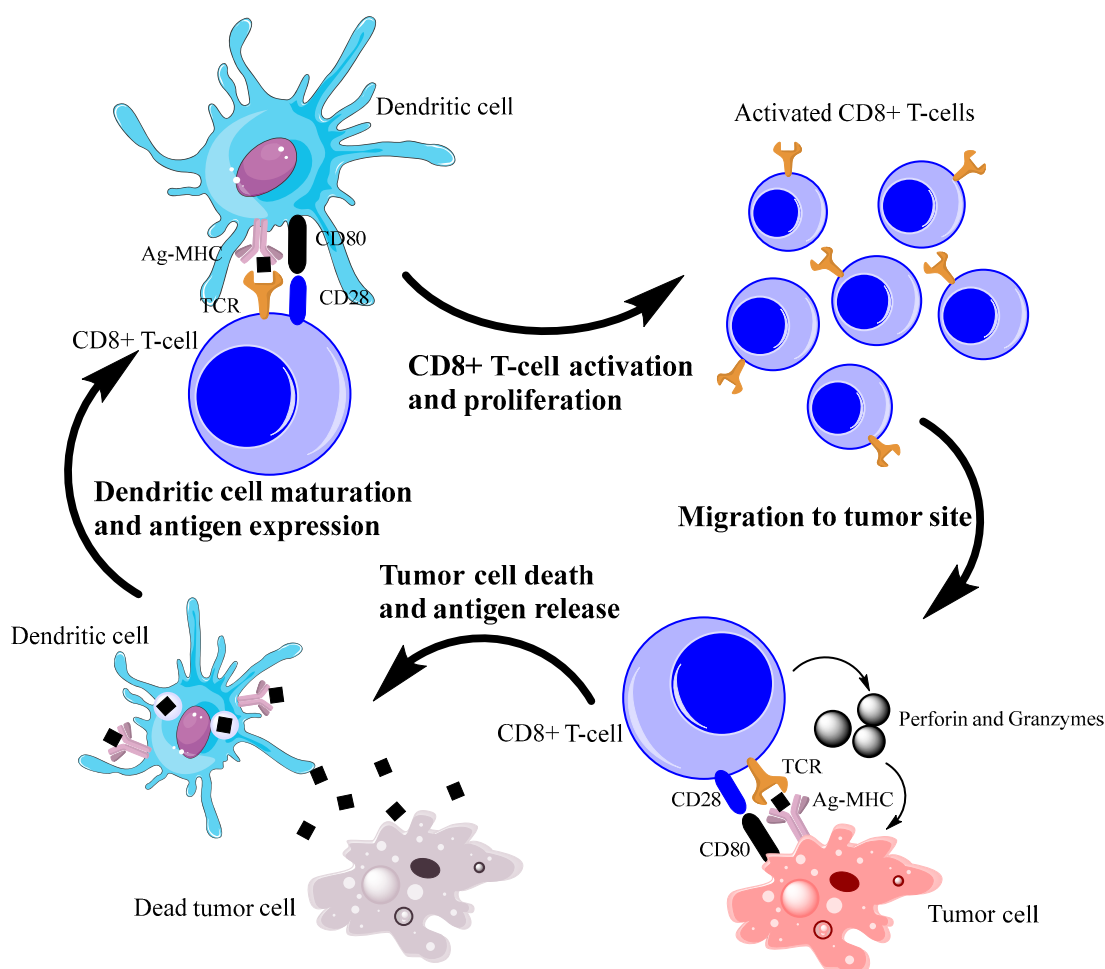 Dendritic cell
Activated CD8+ T-cells
Ag-MHC
CD80
TCR
CD28
CD8+ T-cell
CD8+ T-cell activation
and proliferation
Dendritic cell maturation
and antigen expression
Migration to tumor site
Tumor cell death
and antigen release
Dendritic cell
CD8+ T-cell
Perforin and Granzymes
TCR
CD28
Ag-MHC
CD80
Dead tumor cell
Tumor cell